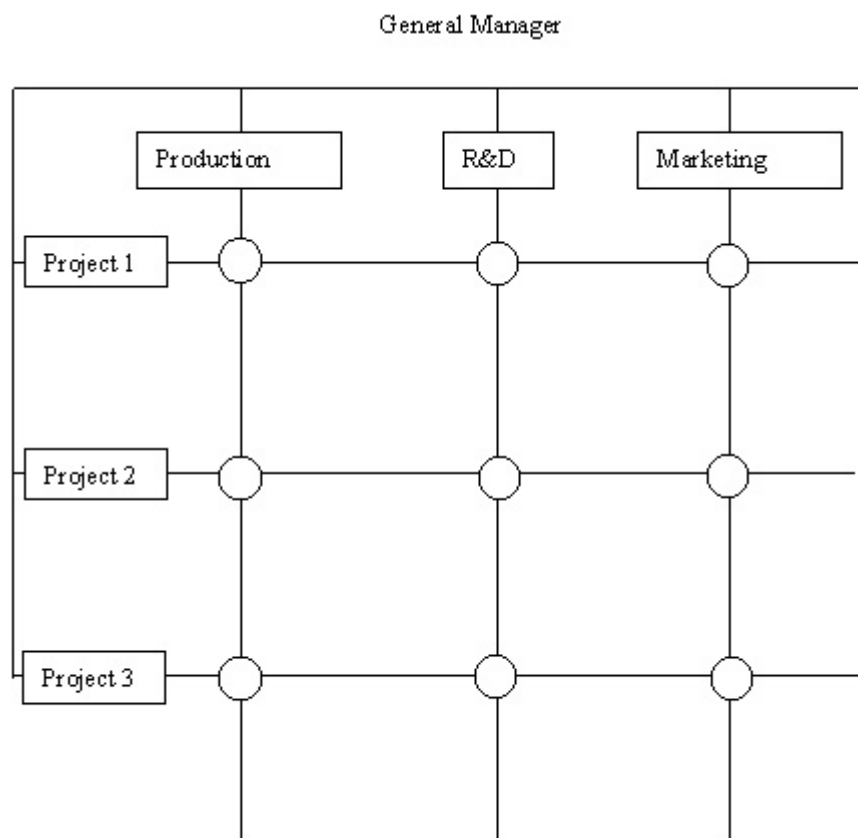 General Manager
Production
R&D
Marketing
Project 1
Project 2
Project 3